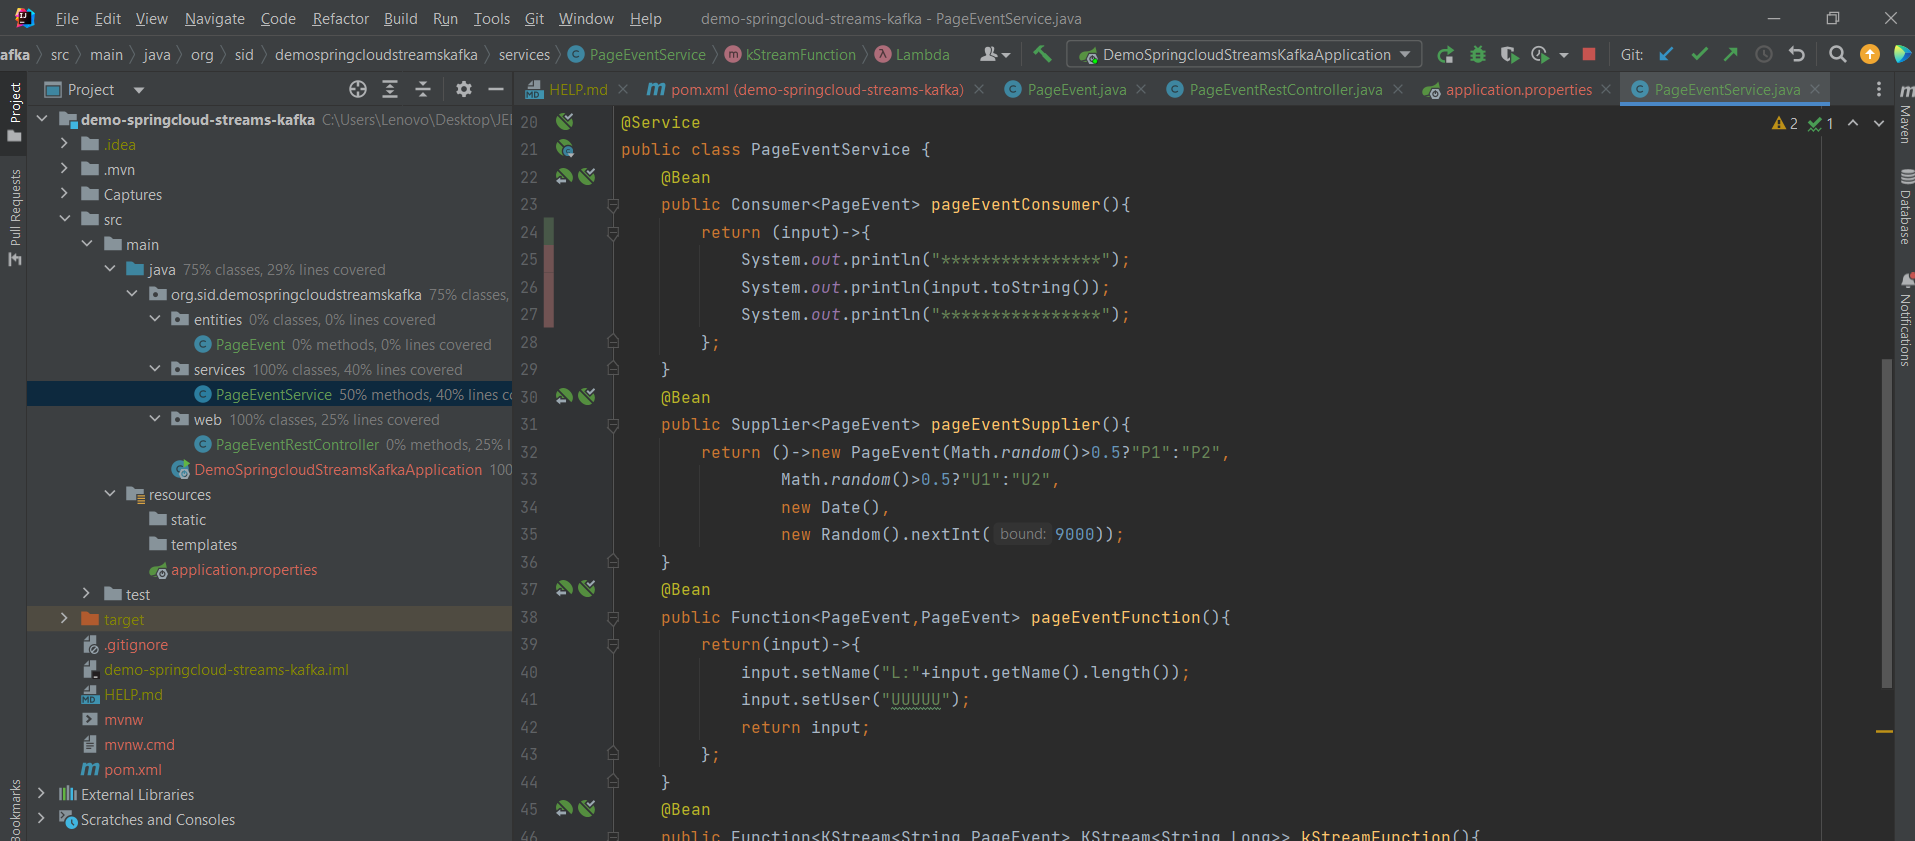 File Edit View Navigate Code Refactor Build Run Tools Git Window Help demo-springcloud-streams-kafka - PageEventService.java
afka src main java org sid demospringcloudstreamskafka services PageEventService kStreamFunction Lambda DemoSpringcloudStreamsKafkaApplication Git:
Project
HELP.md pom.xml (demo-springcloud-streams-kafka) PageEvent.java PageEventRestController.java application.properties PageEventService.java
Project
Pull Requests
Bookmarks
demo-springcloud-streams-kafka C:\Users\Lenovo\Desktop\JEI
.idea
.mvn
Captures
src
main
java 75% classes, 29% lines covered
org.sid.demospringcloudstreamskafka 75% classes,
entities 0% classes, 0% lines covered
PageEvent 0% methods, 0% lines covered
services 100% classes, 40% lines covered
PageEventService 50% methods, 40% lines co
web 100% classes, 25% lines covered
PageEventRestController 0% methods, 25% l
DemoSpringcloudStreamsKafkaApplication 100
resources
static
templates
application.properties
test
target
.gitignore
demo-springcloud-streams-kafka.iml
HELP.md
mvnw
mvnw.cmd
pom.xml
External Libraries
Scratches and Consoles
2 1
20 @Service
21 public class PageEventService {
22 @Bean
23 public Consumer<PageEvent> pageEventConsumer(){
24 return (input)->{
25 System.out.println("****************");
26 System.out.println(input.toString());
27 System.out.println("****************");
28 };
29 }
30 @Bean
31 public Supplier<PageEvent> pageEventSupplier(){
32 return ()->new PageEvent(Math.random()>0.5?"P1":"P2",
33 Math.random()>0.5?"U1":"U2",
34 new Date(),
35 new Random().nextInt( bound: 9000));
36 }
37 @Bean
38 public Function<PageEvent,PageEvent> pageEventFunction(){
39 return(input)->{
40 input.setName("L:"+input.getName().length());
41 input.setUser("UUUUU");
42 return input;
43 };
44 }
45 @Bean
46 public Function<KStream<String,PageEvent>,KStream<String,Long>> kStreamFunction(){
Maven
Database
Notifications